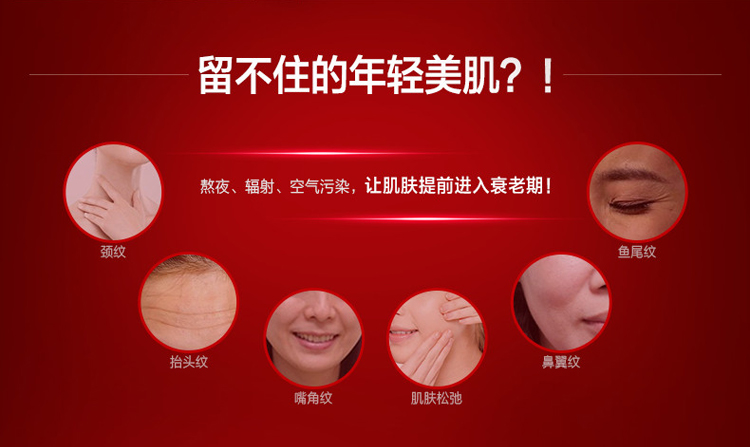 留不住的年轻美肌?!
熬夜、辐射、空气污染，让肌肤提前进入衰老期!
颈纹
鱼尾纹
抬头纹
鼻翼纹
嘴角纹
肌肤松弛